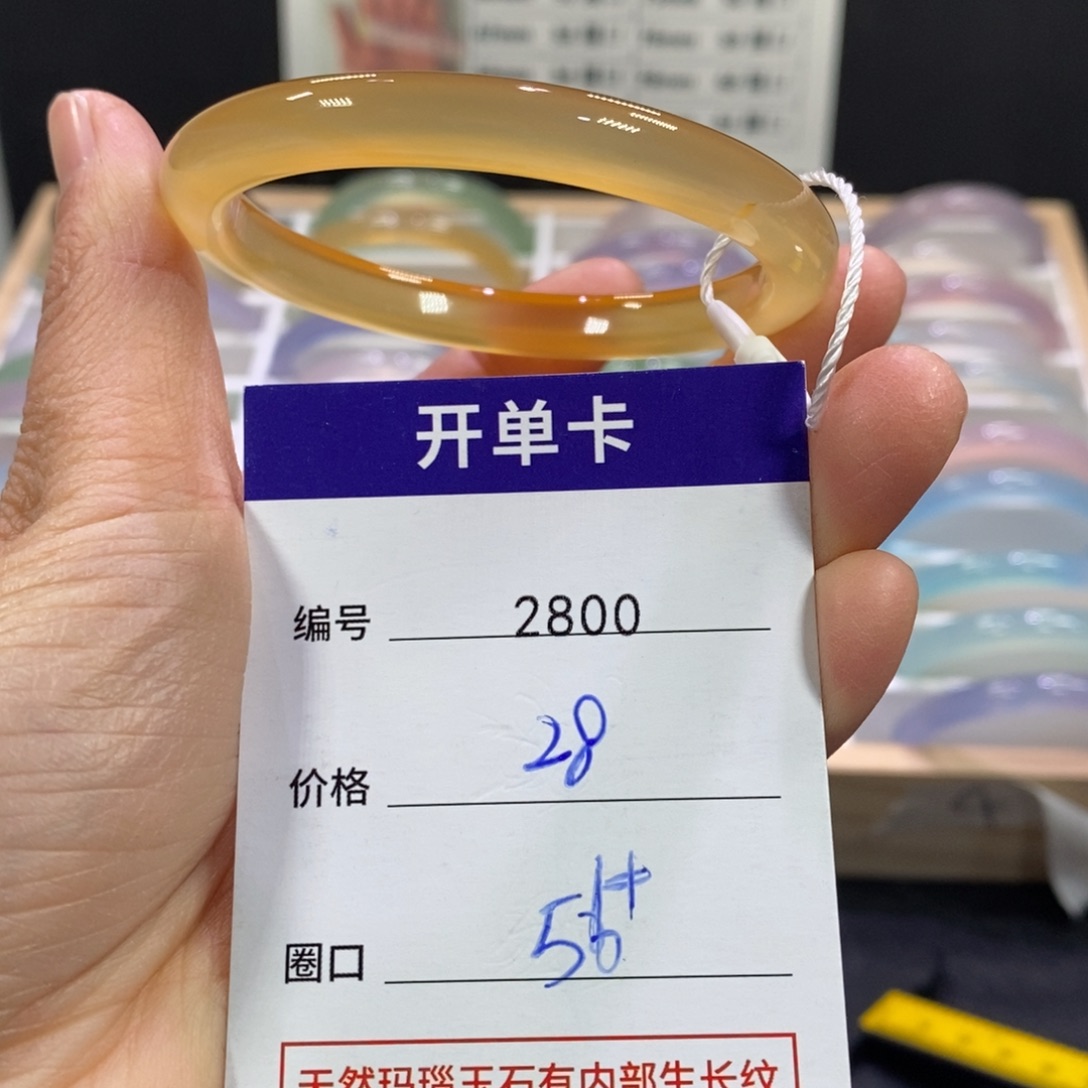 开单卡
编号 2800
价格 28
圈口 56+
天然玛瑙玉石有内部生长纹